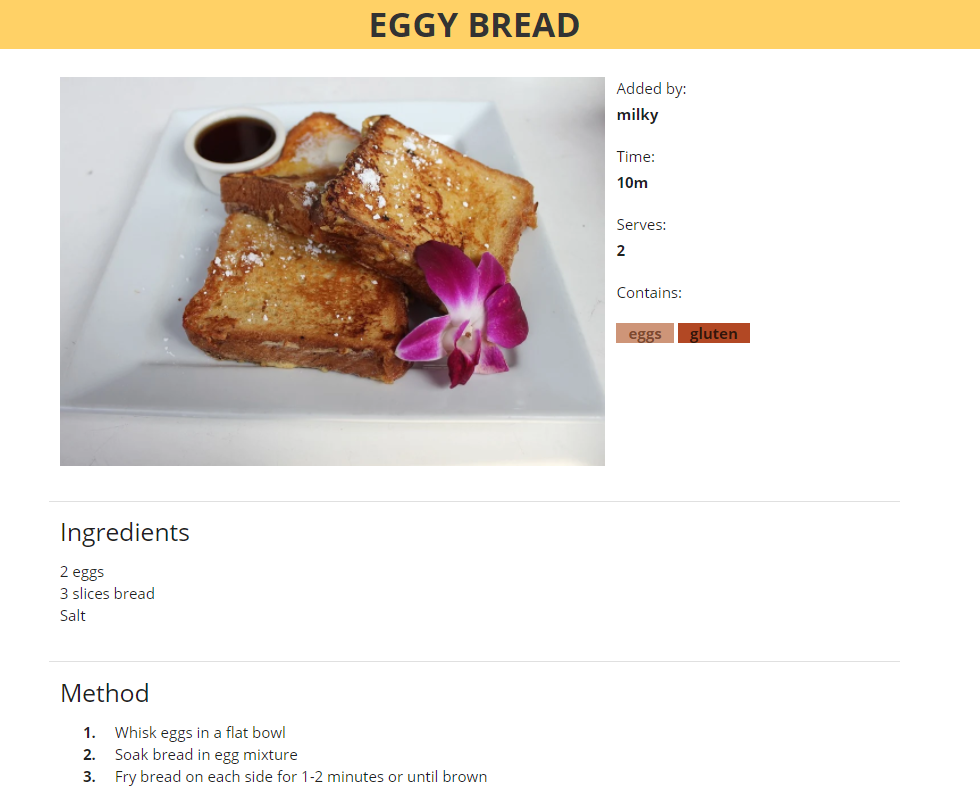 EGGY BREAD
Added by:
milky
Time:
10m
Serves:
2
Contains:
eggs gluten
Ingredients
2 eggs
3 slices bread
Salt
Method
1. Whisk eggs in a flat bowl
2. Soak bread in egg mixture
3. Fry bread on each side for 1-2 minutes or until brown